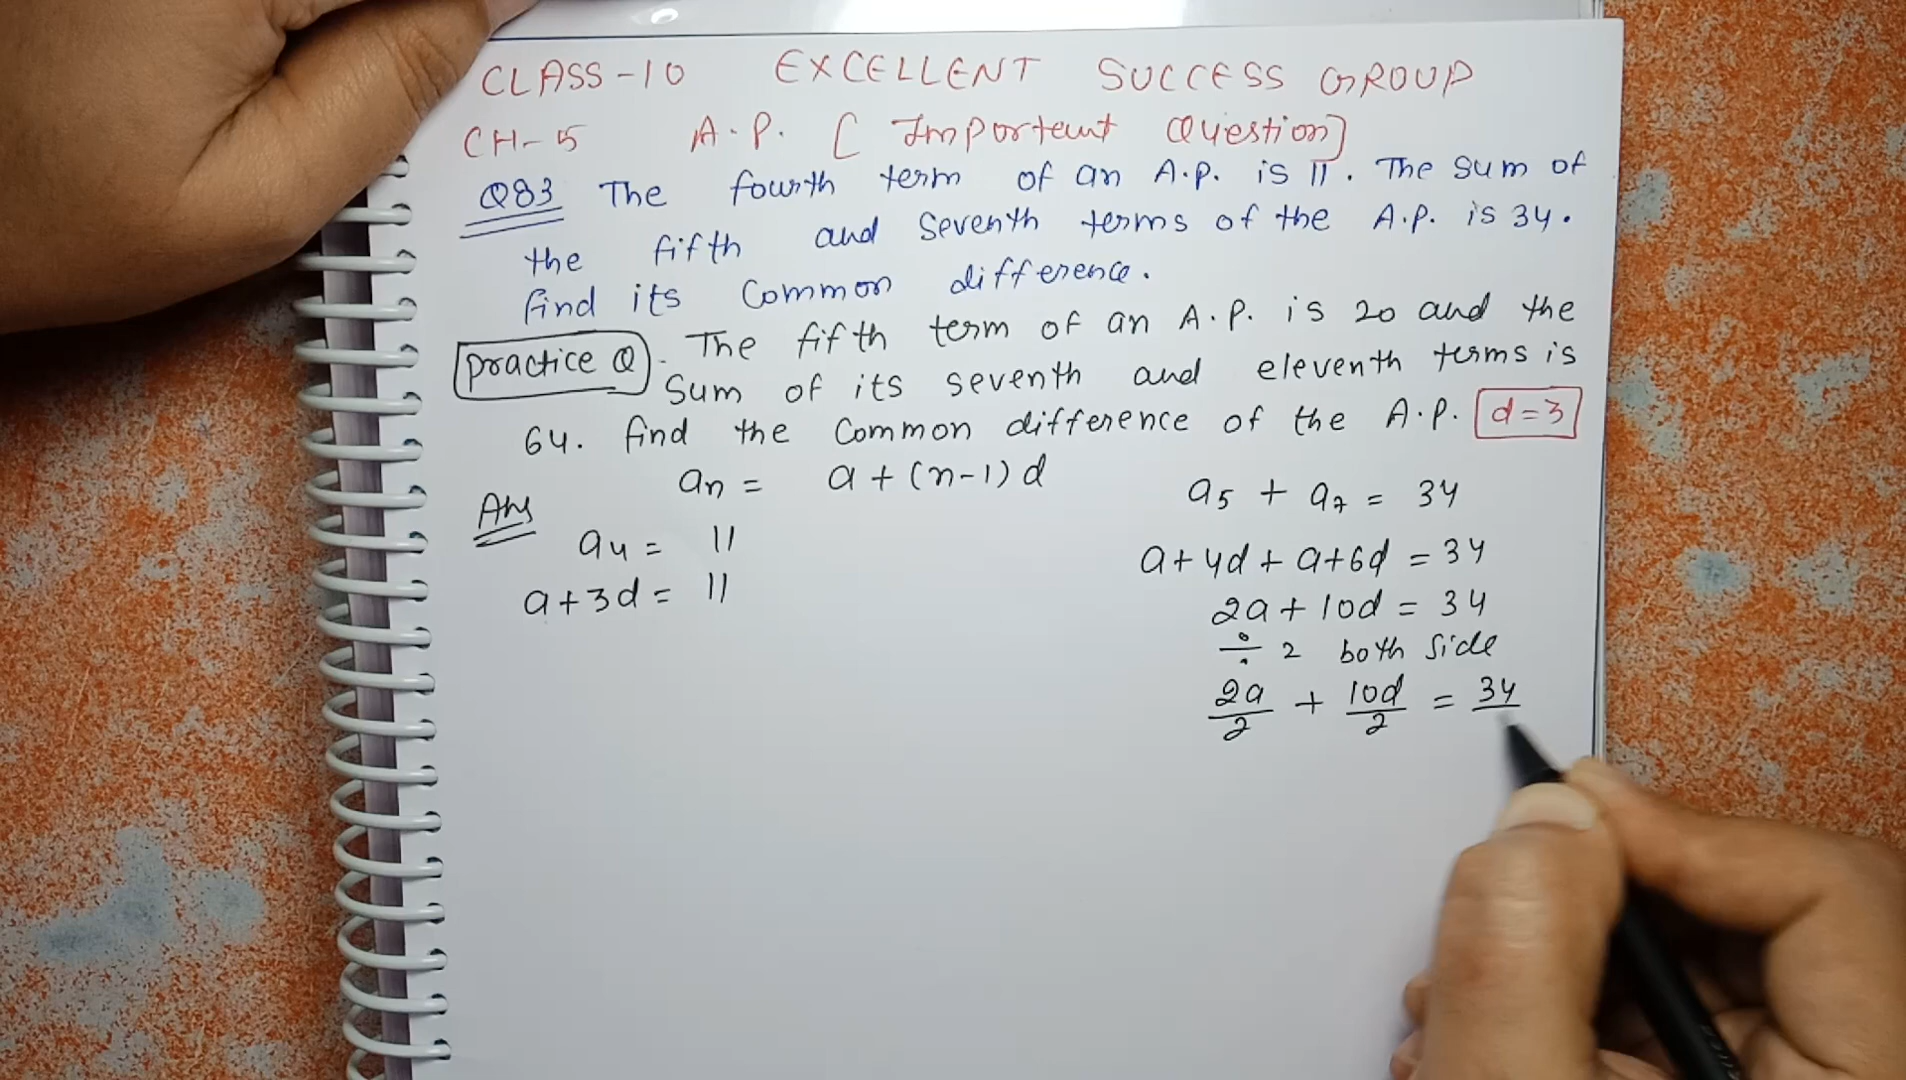 CLASS-10 EXCELLENT SUCCESS GROUP
CH-5 A.P. [Important Question]
Q83 The fourth term of an A.P. is 11. The sum of
the fifth and seventh terms of the A.P. is 34.
find its common difference.
Practice Q. The fifth term of an A.P. is 20 and the
sum of its seventh and eleventh terms is
64. find the common difference of the A.P. d=3
Ans an = a+(n-1)d
a4 = 11
a+3d = 11
a5 + a7 = 34
a+4d+a+6d = 34
2a+10d = 34
÷ 2 both side
2a/2 + 10d/2 = 34